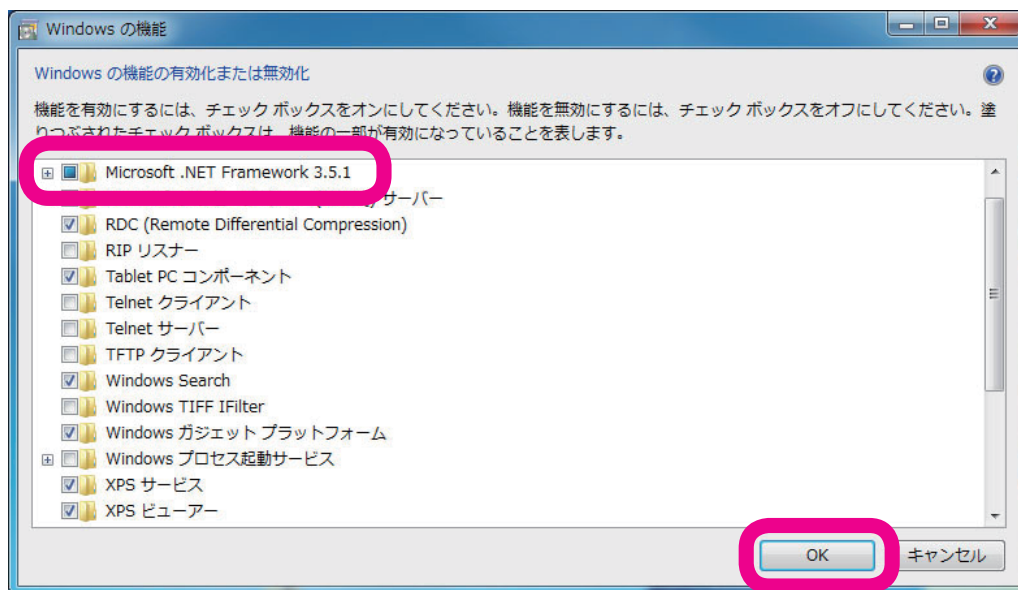 Windows の機能
Windows の機能の有効化または無効化
機能を有効にするには、チェック ボックスをオンにしてください。機能を無効にするには、チェック ボックスをオフにしてください。塗
りつぶされたチェック ボックスは、機能の一部が有効になっていることを表します。
Microsoft .NET Framework 3.5.1
サーバー
RDC (Remote Differential Compression)
RIP リスナー
Tablet PC コンポーネント
Telnet クライアント
Telnet サーバー
TFTP クライアント
Windows Search
Windows TIFF IFilter
Windows ガジェット プラットフォーム
Windows プロセス起動サービス
XPS サービス
XPS ビューアー
OK
キャンセル